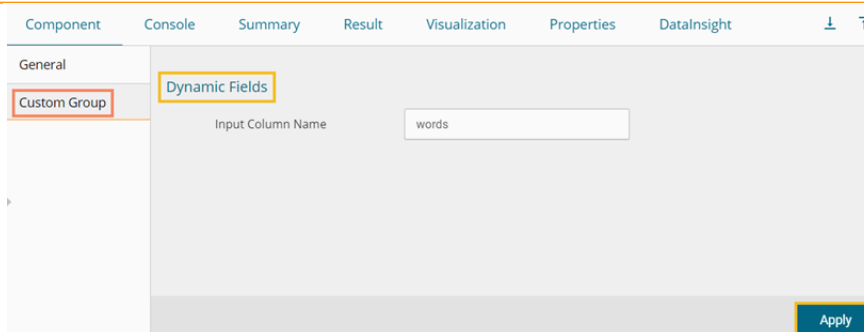 Component Console Summary Result Visualization Properties DataInsight
General
Custom Group
Dynamic Fields
Input Column Name words
Apply